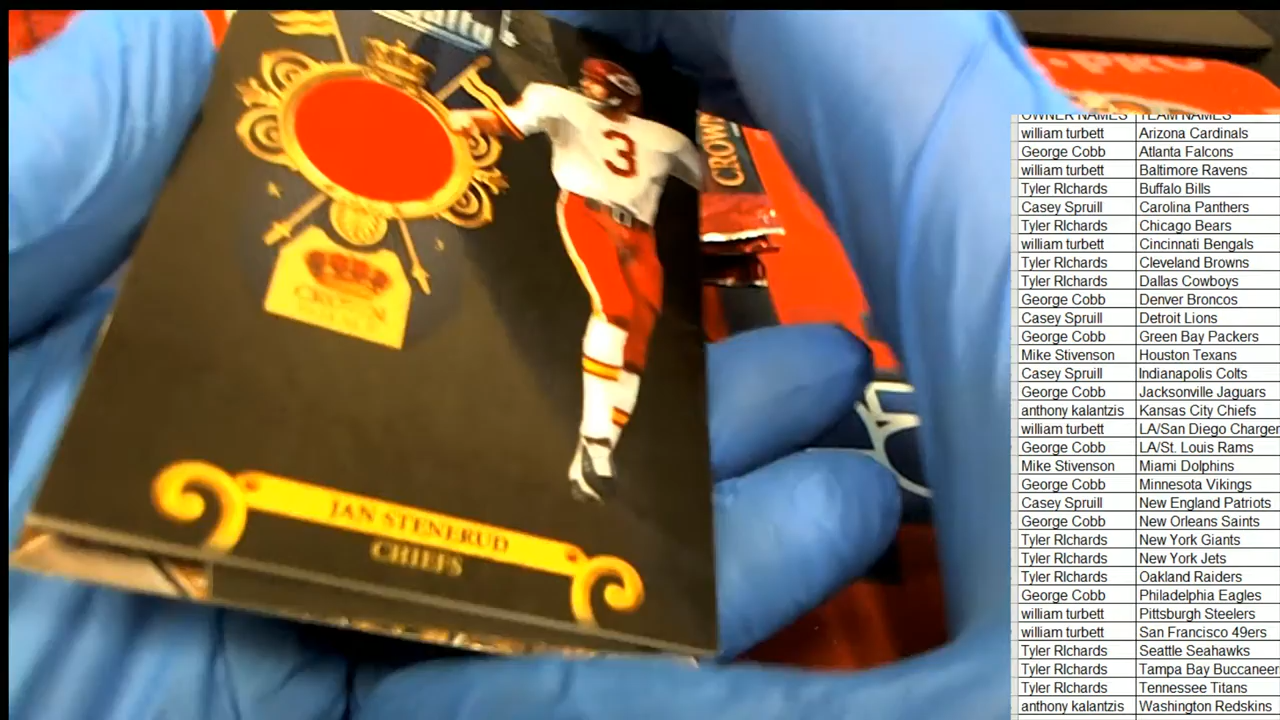 3
CROWN
CROWN
JAN STENERUD
CHIEFS
PRO
OWNER NAMES TEAM NAMES
william turbett Arizona Cardinals
George Cobb Atlanta Falcons
william turbett Baltimore Ravens
Tyler RIchards Buffalo Bills
Casey Spruill Carolina Panthers
Tyler RIchards Chicago Bears
william turbett Cincinnati Bengals
Tyler RIchards Cleveland Browns
Tyler RIchards Dallas Cowboys
George Cobb Denver Broncos
Casey Spruill Detroit Lions
George Cobb Green Bay Packers
Mike Stivenson Houston Texans
Casey Spruill Indianapolis Colts
George Cobb Jacksonville Jaguars
anthony kalantzis Kansas City Chiefs
william turbett LA/San Diego Charger
George Cobb LA/St. Louis Rams
Mike Stivenson Miami Dolphins
George Cobb Minnesota Vikings
Casey Spruill New England Patriots
George Cobb New Orleans Saints
Tyler RIchards New York Giants
Tyler RIchards New York Jets
Tyler RIchards Oakland Raiders
George Cobb Philadelphia Eagles
william turbett Pittsburgh Steelers
william turbett San Francisco 49ers
Tyler RIchards Seattle Seahawks
Tyler RIchards Tampa Bay Buccaneer
Tyler RIchards Tennessee Titans
anthony kalantzis Washington Redskins